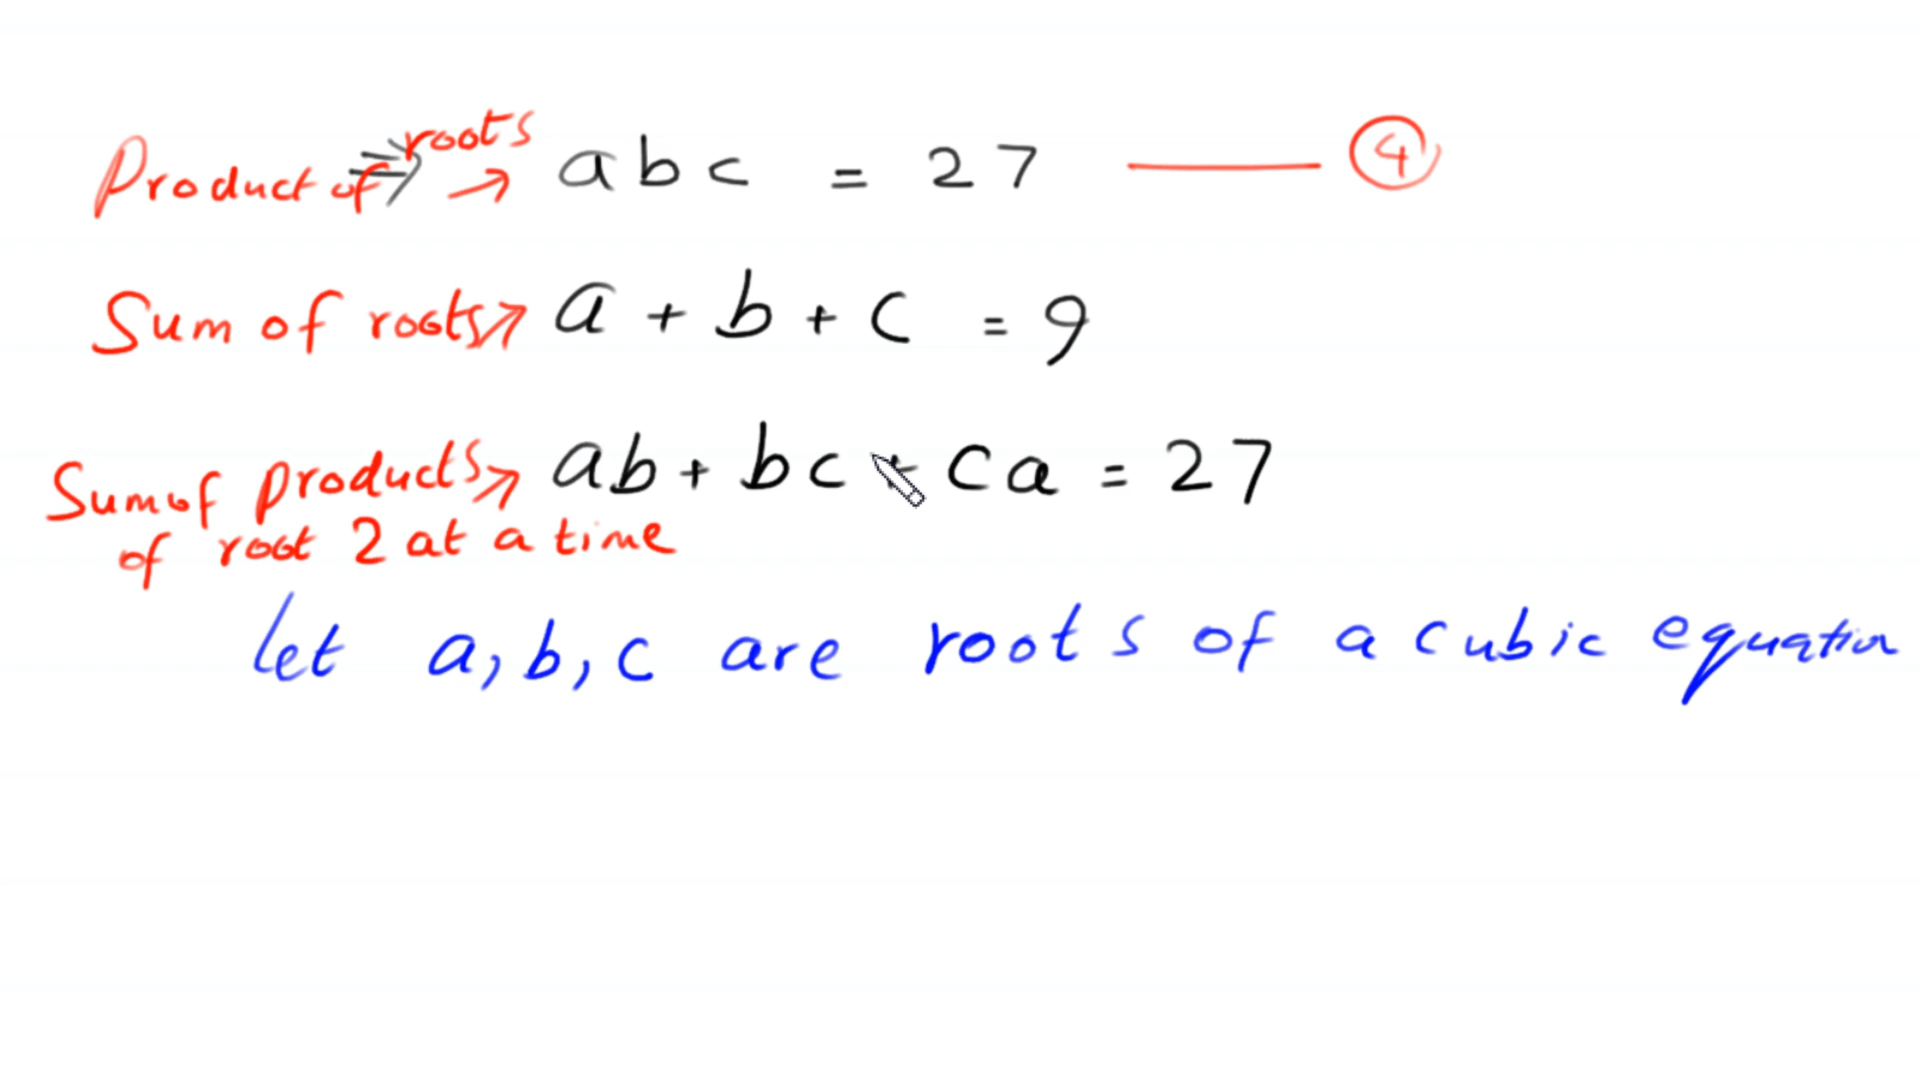 Product of roots ⇒ → abc = 27 —— ④
Sum of roots → a + b + c = 9
Sum of products → ab + bc + ca = 27
of root 2 at a time
Let a, b, c are roots of a cubic equation